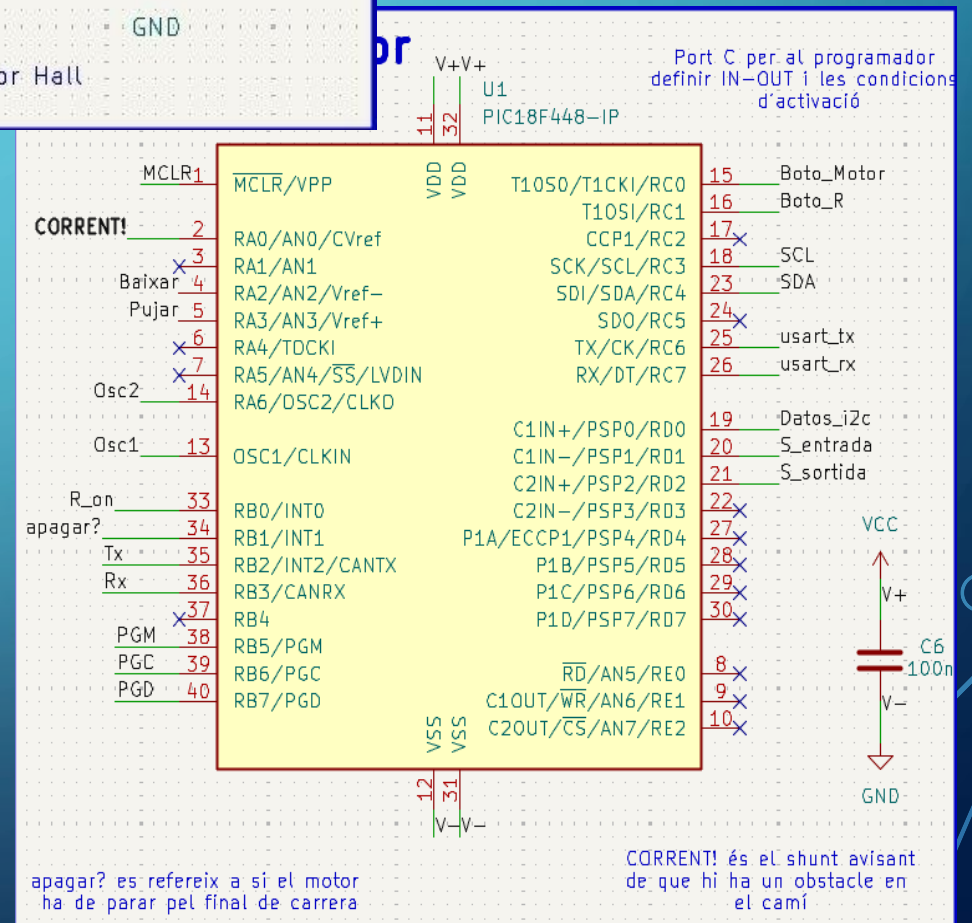 GND
or Hall
or
Port C per al programador
definir IN-OUT i les condicions
d'activació
V+ V+
U1
PIC18F448-IP
11 32
VDD VDD
MCLR 1 MCLR/VPP
CORRENT! 2 RA0/AN0/CVref
3 RA1/AN1
Baixar 4 RA2/AN2/Vref-
Pujar 5 RA3/AN3/Vref+
6 RA4/TOCKI
7 RA5/AN4/SS/LVDIN
Osc2 14 RA6/OSC2/CLKO
Osc1 13 OSC1/CLKIN
R_on 33 RB0/INT0
apagar? 34 RB1/INT1
Tx 35 RB2/INT2/CANTX
Rx 36 RB3/CANRX
37 RB4
PGM 38 RB5/PGM
PGC 39 RB6/PGC
PGD 40 RB7/PGD
T1OSO/T1CKI/RC0 15 Boto_Motor
T1OSI/RC1 16 Boto_R
CCP1/RC2 17
SCK/SCL/RC3 18 SCL
SDI/SDA/RC4 23 SDA
SDO/RC5 24
TX/CK/RC6 25 usart_tx
RX/DT/RC7 26 usart_rx
C1IN+/PSP0/RD0 19 Datos_i2c
C1IN-/PSP1/RD1 20 S_entrada
C2IN+/PSP2/RD2 21 S_sortida
C2IN-/PSP3/RD3 22
P1A/ECCP1/PSP4/RD4 27
P1B/PSP5/RD5 28
P1C/PSP6/RD6 29
P1D/PSP7/RD7 30
RD/AN5/RE0 8
C1OUT/WR/AN6/RE1 9
C2OUT/CS/AN7/RE2 10
VSS VSS
12 31
V- V-
VCC
V+
C6
100n
V-
GND
apagar? es refereix a si el motor
ha de parar pel final de carrera
CORRENT! és el shunt avisant
de que hi ha un obstacle en
el camí